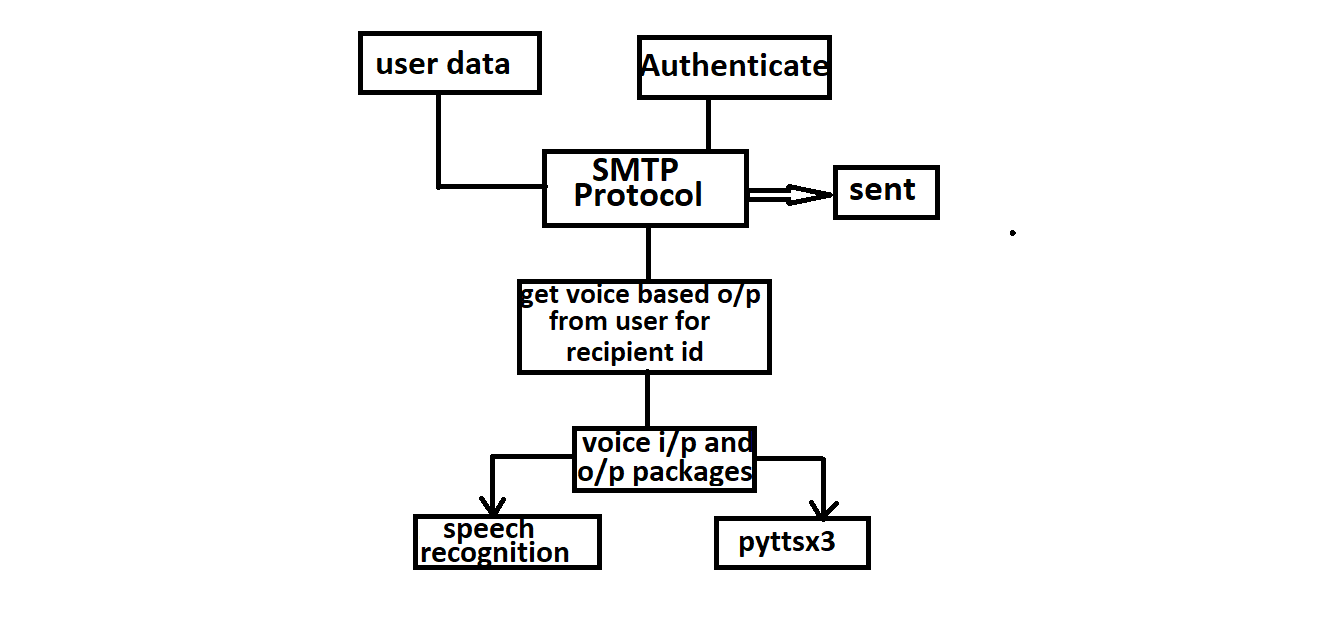 user data
Authenticate
SMTP
Protocol
sent
get voice based o/p
from user for
recipient id
voice i/p and
o/p packages
speech
recognition
pyttsx3